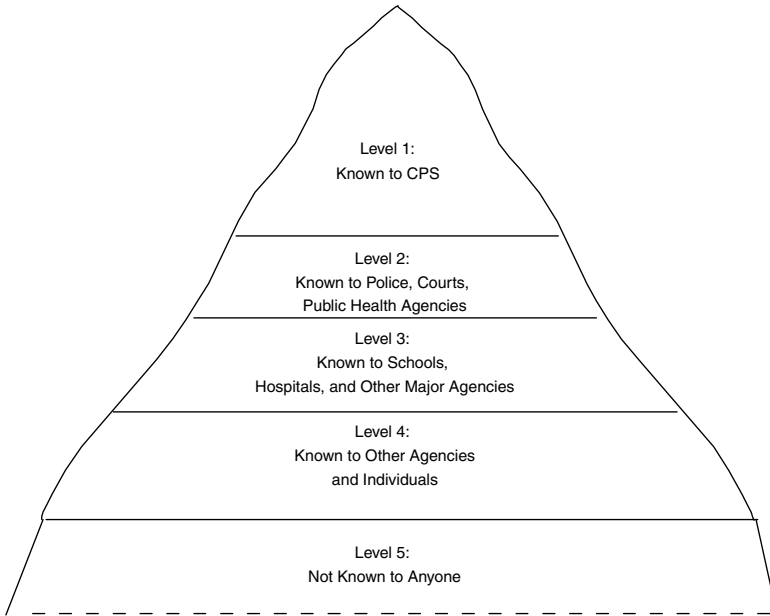 Level 1:
Known to CPS
Level 2:
Known to Police, Courts,
Public Health Agencies
Level 3:
Known to Schools,
Hospitals, and Other Major Agencies
Level 4:
Known to Other Agencies
and Individuals
Level 5:
Not Known to Anyone